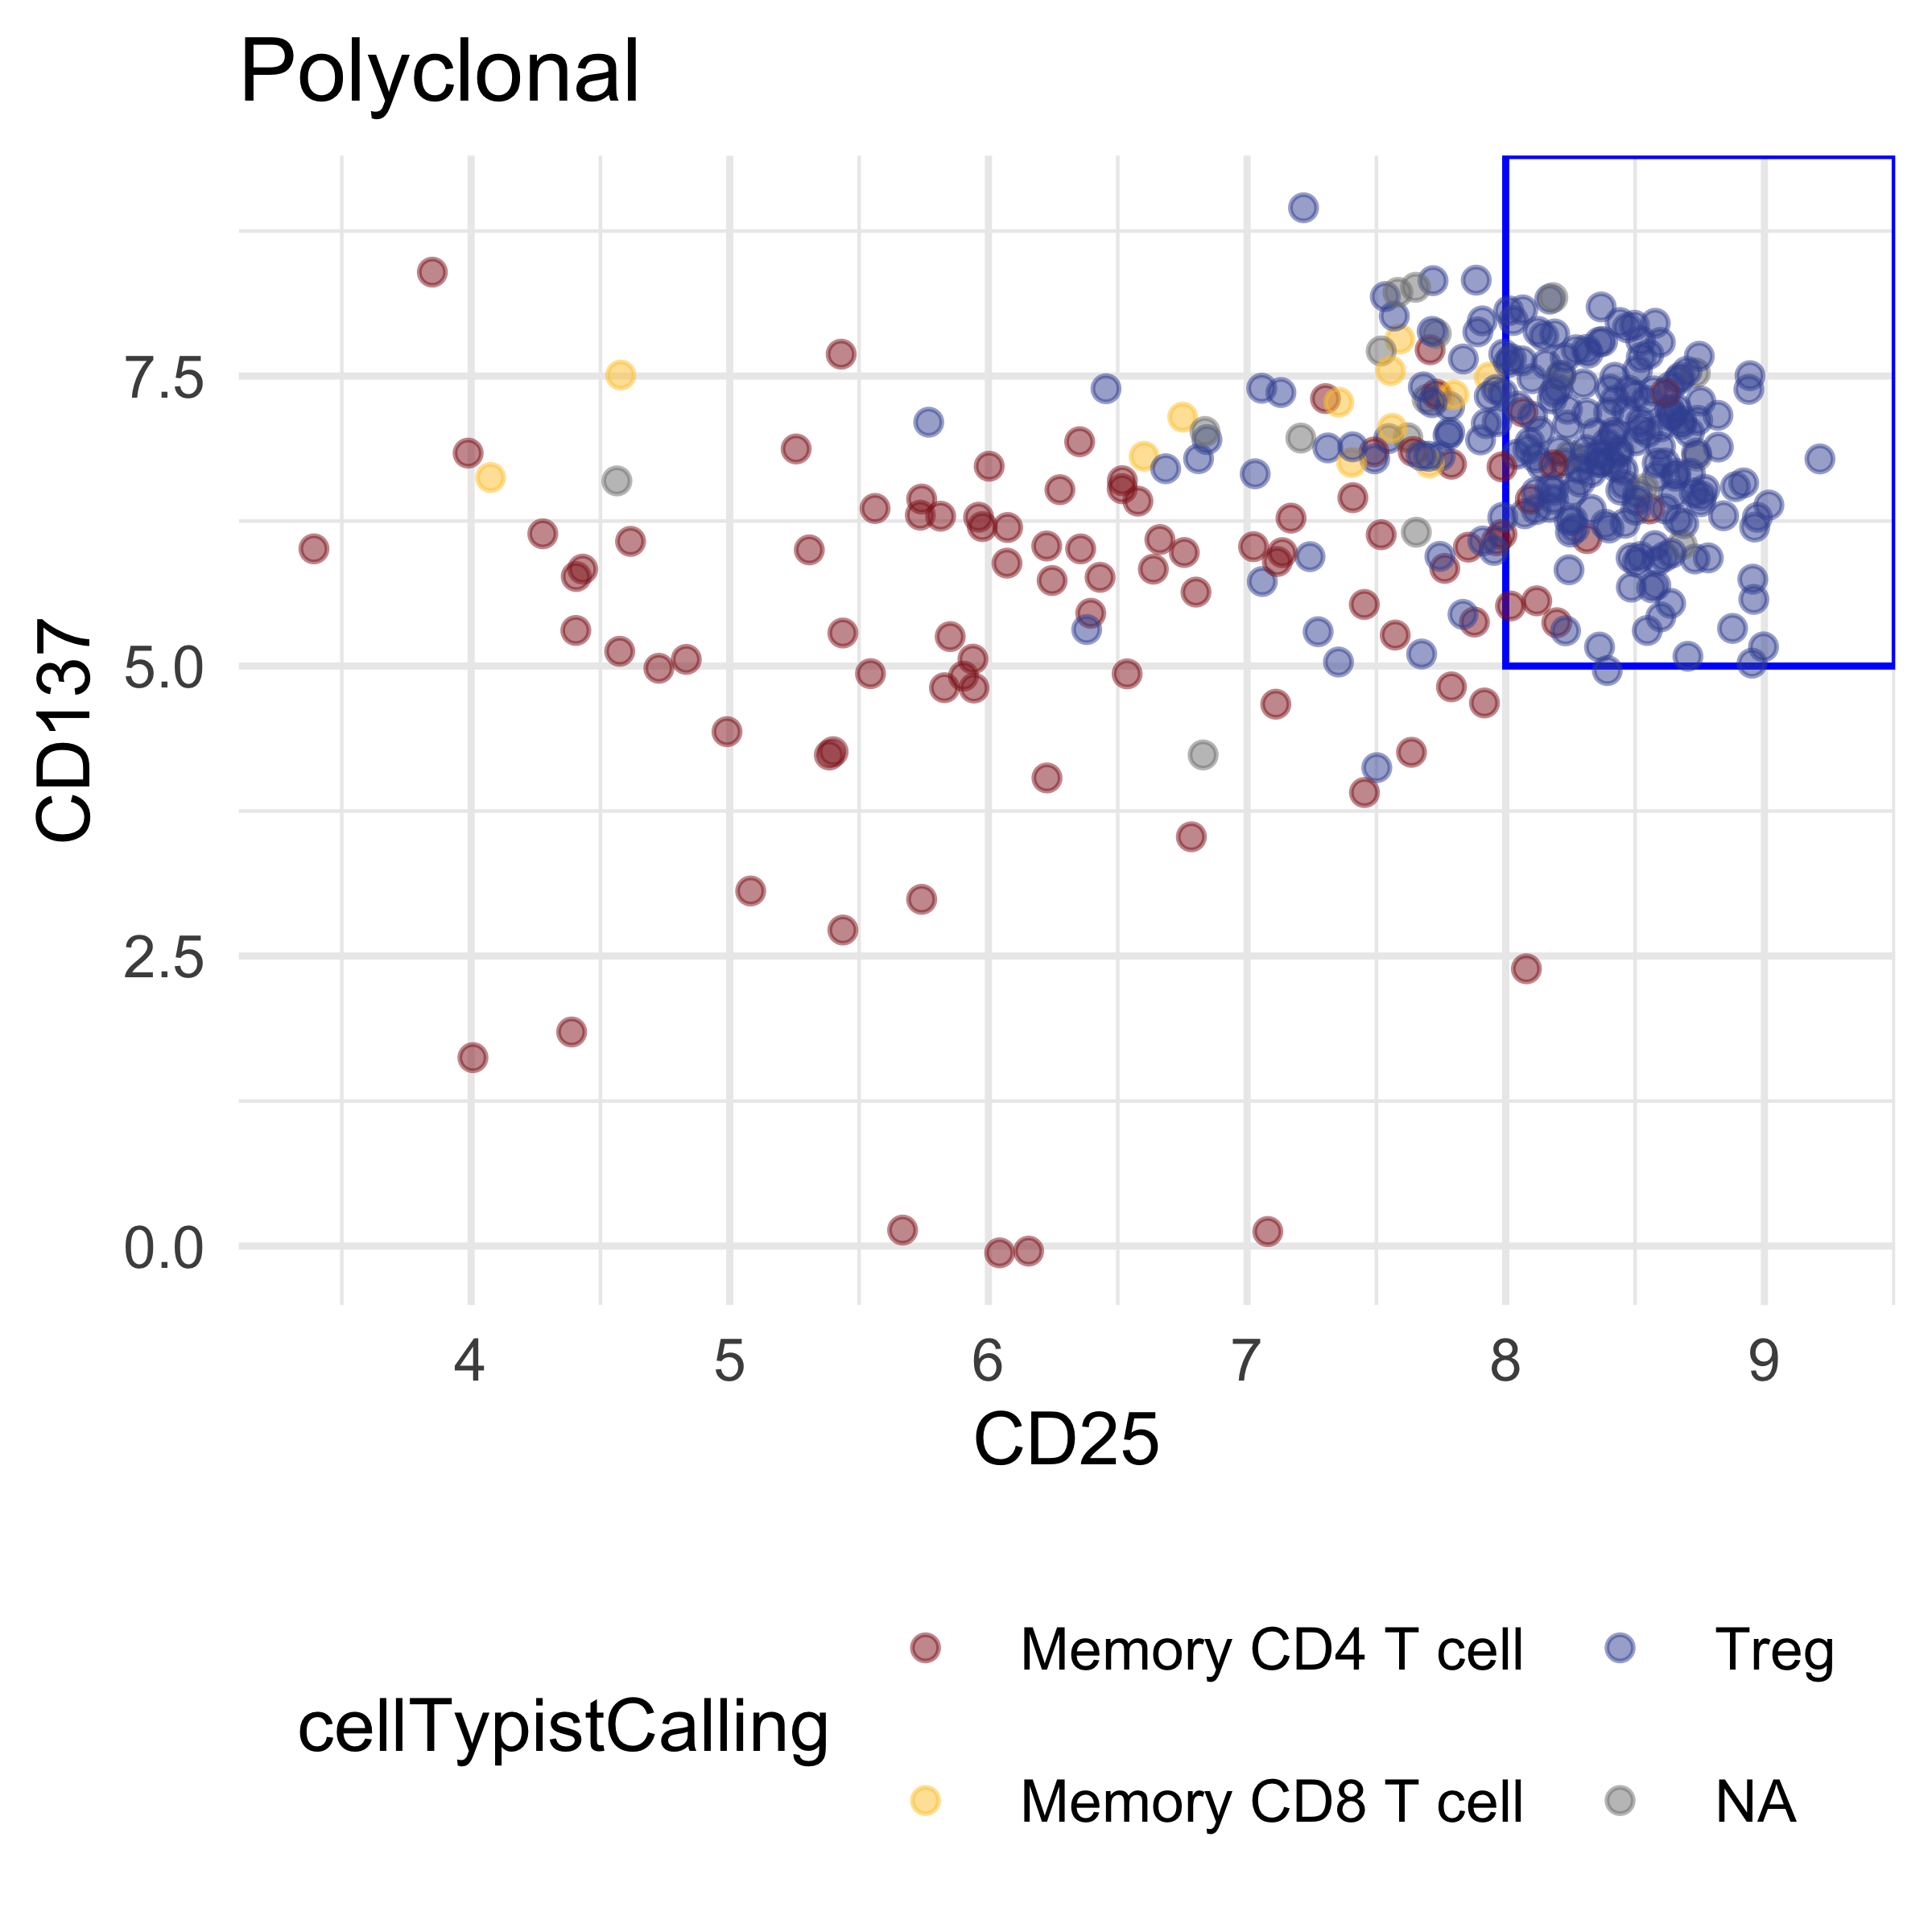 Polyclonal
CD137
7.5
5.0
2.5
0.0
4 5 6 7 8 9
CD25
cellTypistCalling
Memory CD4 T cell
Treg
Memory CD8 T cell
NA